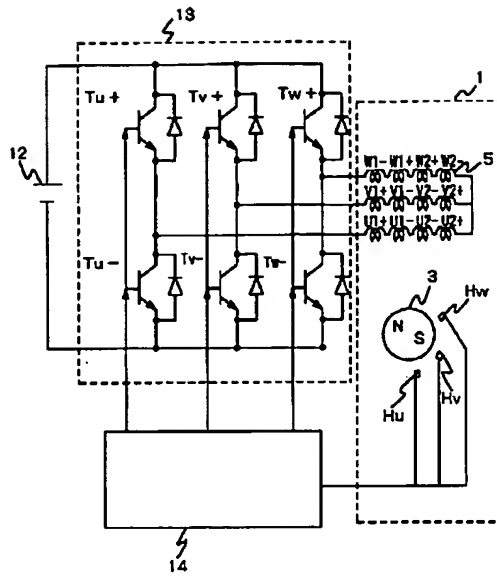 13
Tu+ Tv+ Tw+
1
12
W1- W1+ W2+ W2-
5
V1+ V1- V2- V2+
U1+ U1- U2- U2+
Tu- Tv- Tw-
3
Hw
N
S
Hv
Hu
14